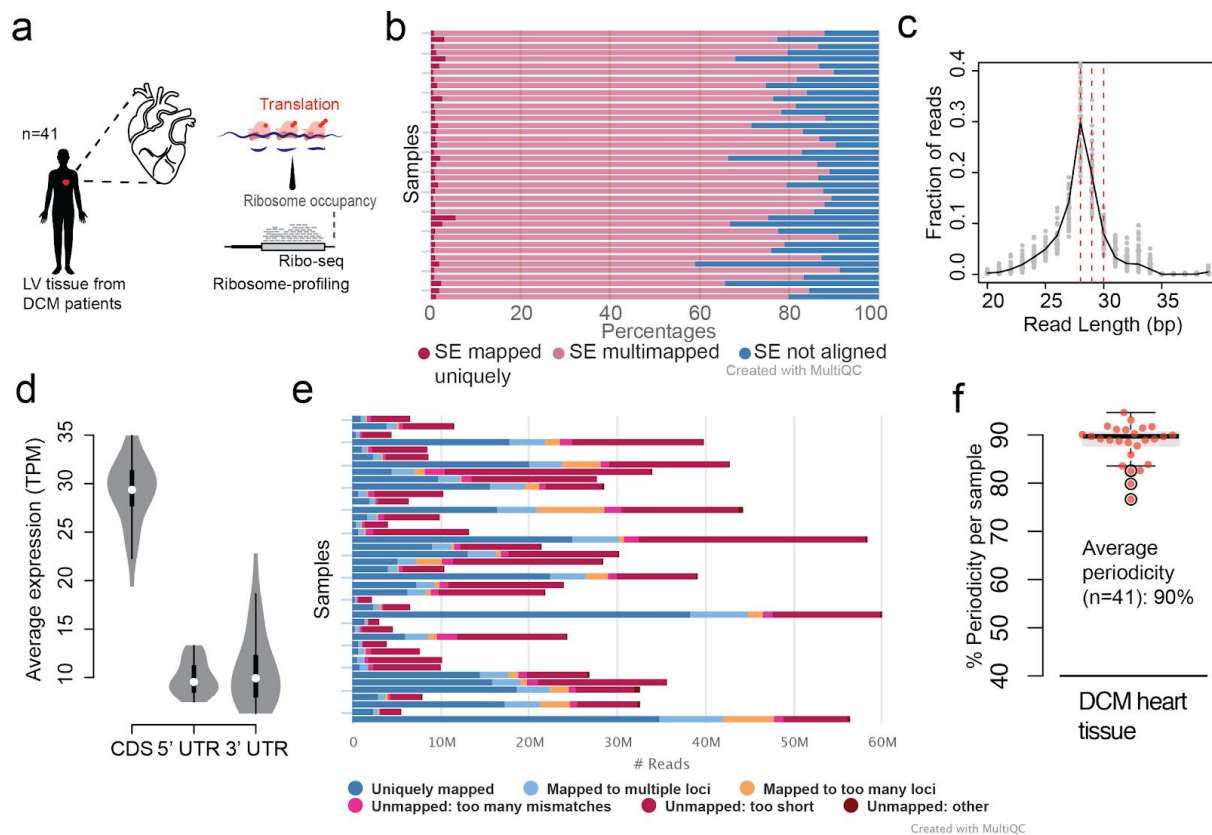 a
n=41
LV tissue from
DCM patients
Translation
Ribosome occupancy
Ribo-seq
Ribosome-profiling
b
Samples
0 20 40 60 80 100
Percentages
SE mapped uniquely
SE multimapped
SE not aligned
Created with MultiQC
c
Fraction of reads
0.4
0.3
0.2
0.1
0.0
20 25 30 35
Read Length (bp)
d
Average expression (TPM)
35
30
25
20
15
10
CDS 5’ UTR 3’ UTR
e
Samples
0 10M 20M 30M 40M 50M 60M
# Reads
Uniquely mapped Mapped to multiple loci Mapped to too many loci
Unmapped: too many mismatches Unmapped: too short Unmapped: other
Created with MultiQC
f
% Periodicity per sample
90
80
70
60
50
40
Average
periodicity
(n=41): 90%
DCM heart
tissue